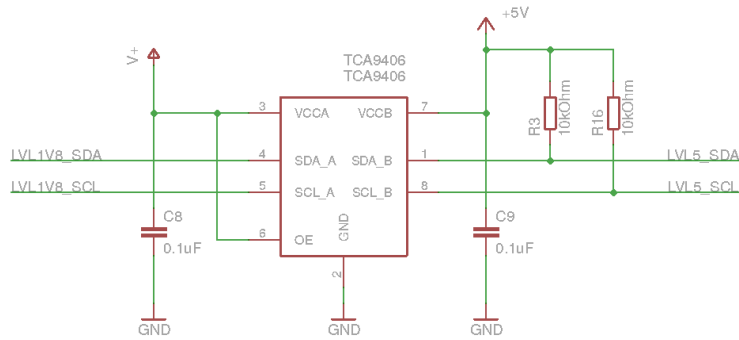 +5V
V+
TCA9406
TCA9406
3 VCCA VCCB 7
R3
10kOhm
R16
10kOhm
LVL1V8_SDA 4 SDA_A SDA_B 1 LVL5_SDA
LVL1V8_SCL 5 SCL_A SCL_B 8 LVL5_SCL
C8
0.1uF
6 OE GND
2
C9
0.1uF
GND GND GND